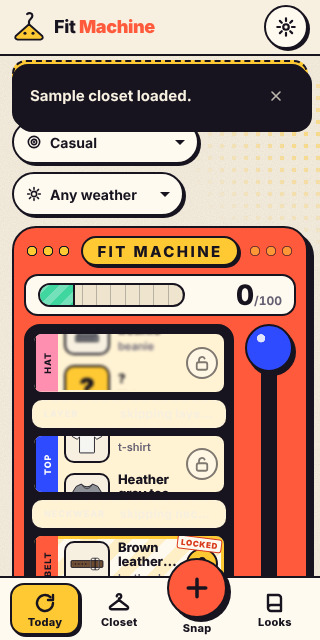 Fit Machine
Sample closet loaded.
Casual
Any weather
FIT MACHINE
0/100
HAT
beanie
?
?
TOP
t-shirt
Heather
BELT
Brown
leather...
LOCKED
Today
Closet
Snap
Looks